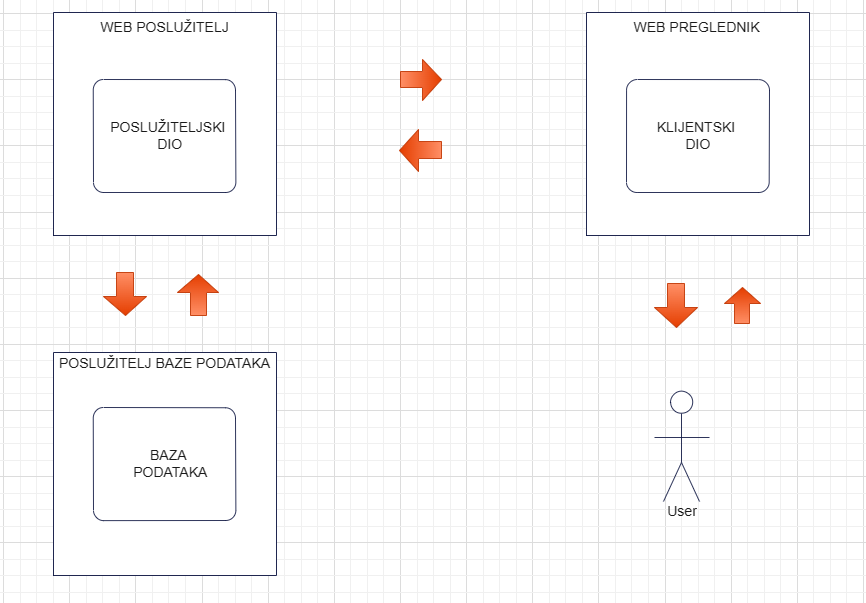 WEB POSLUŽITELJ
POSLUŽITELJSKI
DIO
WEB PREGLEDNIK
KLIJENTSKI
DIO
POSLUŽITELJ BAZE PODATAKA
BAZA
PODATAKA
User